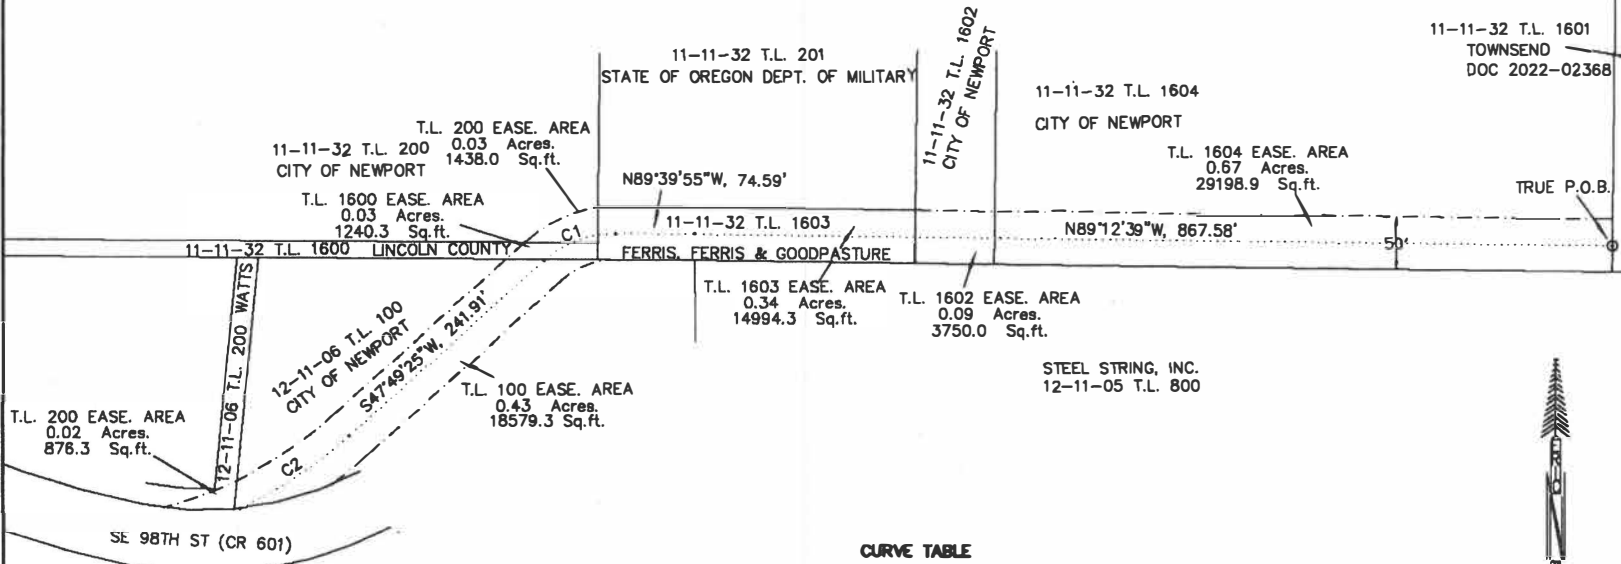 11-11-32 T.L. 201
STATE OF OREGON DEPT. OF MILITARY
11-11-32 T.L. 1602
CITY OF NEWPORT
11-11-32 T.L. 1604
CITY OF NEWPORT
11-11-32 T.L. 1601
TOWNSEND
DOC 2022-02368
T.L. 200 EASE. AREA
0.03 Acres.
1438.0 Sq.ft.
11-11-32 T.L. 200
CITY OF NEWPORT
T.L. 1600 EASE. AREA
0.03 Acres.
1240.3 Sq.ft.
N89°39'55"W, 74.59'
T.L. 1604 EASE. AREA
0.67 Acres.
29198.9 Sq.ft.
TRUE P.O.B.
11-11-32 T.L. 1603
C1
N89°12'39"W, 867.58'
50'
11-11-32 T.L. 1600 LINCOLN COUNTY
FERRIS, FERRIS & GOODPASTURE
T.L. 1603 EASE. AREA
0.34 Acres.
14994.3 Sq.ft.
T.L. 1602 EASE. AREA
0.09 Acres.
3750.0 Sq.ft.
12-11-06 T.L. 200 WATTS
12-11-06 T.L. 100
CITY OF NEWPORT
S47°49'25"W, 241.91'
STEEL STRING, INC.
12-11-05 T.L. 800
T.L. 100 EASE. AREA
0.43 Acres.
18579.3 Sq.ft.
T.L. 200 EASE. AREA
0.02 Acres.
876.3 Sq.ft.
C2
SE 98TH ST (CR 601)
CURVE TABLE